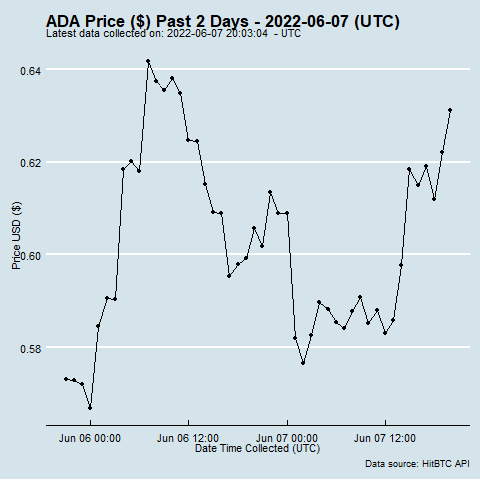 ADA Price ($) Past 2 Days - 2022-06-07 (UTC)
Latest data collected on: 2022-06-07 20:03:04  - UTC
0.64
0.62
0.60
0.58
Price USD ($)
Jun 06 00:00
Jun 06 12:00
Jun 07 00:00
Jun 07 12:00
Date Time Collected (UTC)
Data source: HitBTC API